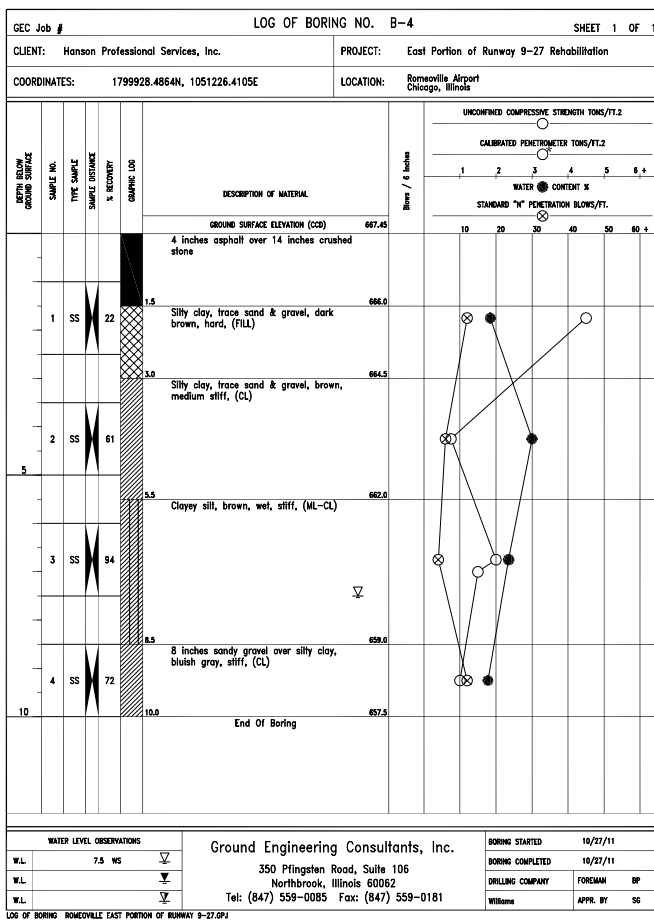 GEC Job #
LOG OF BORING NO. B-4
SHEET 1 OF 1
CLIENT: Hanson Professional Services, Inc.
PROJECT: East Portion of Runway 9-27 Rehabilitation
COORDINATES: 1799928.4864N, 1051226.4105E
LOCATION: Romeoville Airport
Chicago, Illinois
DEPTH BELOW GROUND SURFACE
SAMPLE NO.
TYPE SAMPLE
SAMPLE DISTANCE
% RECOVERY
GRAPHIC LOG
DESCRIPTION OF MATERIAL
GROUND SURFACE ELEVATION (CCD) 667.45
Blows / 6 Inches
UNCONFINED COMPRESSIVE STRENGTH TONS/FT.2
CALIBRATED PENETROMETER TONS/FT.2
*
1 2 3 4 5 6 +
WATER CONTENT %
STANDARD "N" PENETRATION BLOWS/FT.
10 20 30 40 50 60 +
4 inches asphalt over 14 inches crushed
stone
1.5 666.0
1 SS 22
Silty clay, trace sand & gravel, dark
brown, hard, (FILL)
3.0 664.5
Silty clay, trace sand & gravel, brown,
medium stiff, (CL)
2 SS 61
5
5.5 662.0
Clayey silt, brown, wet, stiff, (ML-CL)
3 SS 94
8.5 659.0
8 inches sandy gravel over silty clay,
bluish gray, stiff, (CL)
4 SS 72
10
10.0 657.5
End Of Boring
WATER LEVEL OBSERVATIONS
W.L. 7.5 WS
W.L.
W.L.
Ground Engineering Consultants, Inc.
350 Pfingsten Road, Suite 106
Northbrook, Illinois 60062
Tel: (847) 559-0085 Fax: (847) 559-0181
BORING STARTED 10/27/11
BORING COMPLETED 10/27/11
DRILLING COMPANY FOREMAN BP
Williams APPR. BY SG
LOG OF BORING ROMEOVILLE EAST PORTION OF RUNWAY 9-27.GPJ